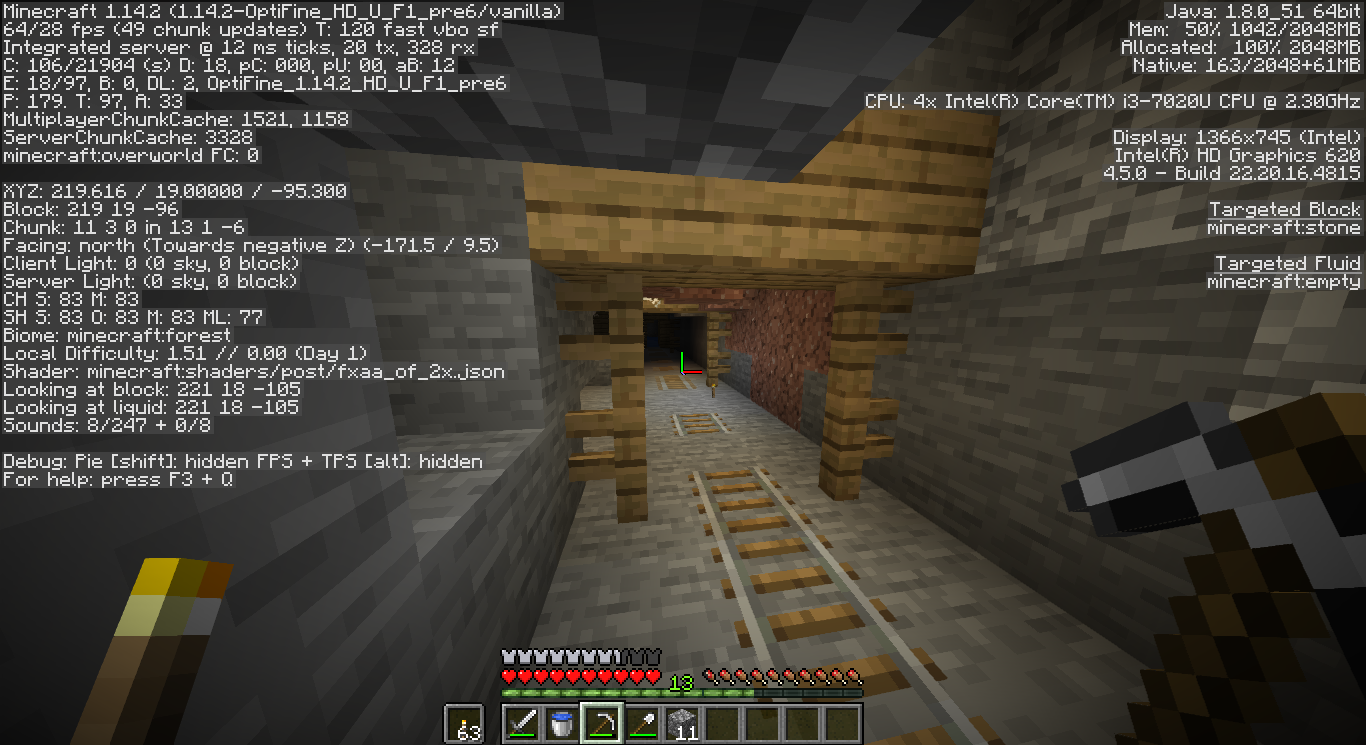 Minecraft 1.14.2 (1.14.2-OptiFine_HD_U_F1_pre6/vanilla)
64/28 fps (49 chunk updates) T: 120 fast vbo sf
Integrated server @ 12 ms ticks, 20 tx, 328 rx
C: 106/21904 (s) D: 18, pC: 000, pU: 00, aB: 12
E: 18/97, B: 0, DL: 2, OptiFine_1.14.2_HD_U_F1_pre6
P: 179, T: 97, A: 33
MultiplayerChunkCache: 1521, 1158
ServerChunkCache: 3328
minecraft:overworld FC: 0
XYZ: 219.616 / 19.00000 / -95.300
Block: 219 19 -96
Chunk: 11 3 0 in 13 1 -6
Facing: north (Towards negative Z) (-171.5 / 9.5)
Client Light: 0 (0 sky, 0 block)
Server Light: (0 sky, 0 block)
CH S: 83 M: 83
SH S: 83 O: 83 M: 83 ML: 77
Biome: minecraft:forest
Local Difficulty: 1.51 // 0.00 (Day 1)
Shader: minecraft:shaders/post/fxaa_of_2x.json
Looking at block: 221 18 -105
Looking at liquid: 221 18 -105
Sounds: 8/247 + 0/8
Debug: Pie [shift]: hidden FPS + TPS [alt]: hidden
For help: press F3 + Q
Java: 1.8.0_51 64bit
Mem: 50% 1042/2048MB
Allocated: 100% 2048MB
Native: 163/2048+61MB
CPU: 4x Intel(R) Core(TM) i3-7020U CPU @ 2.30GHz
Display: 1366x745 (Intel)
Intel(R) HD Graphics 620
4.5.0 - Build 22.20.16.4815
Targeted Block
minecraft:stone
Targeted Fluid
minecraft:empty
18
63
11